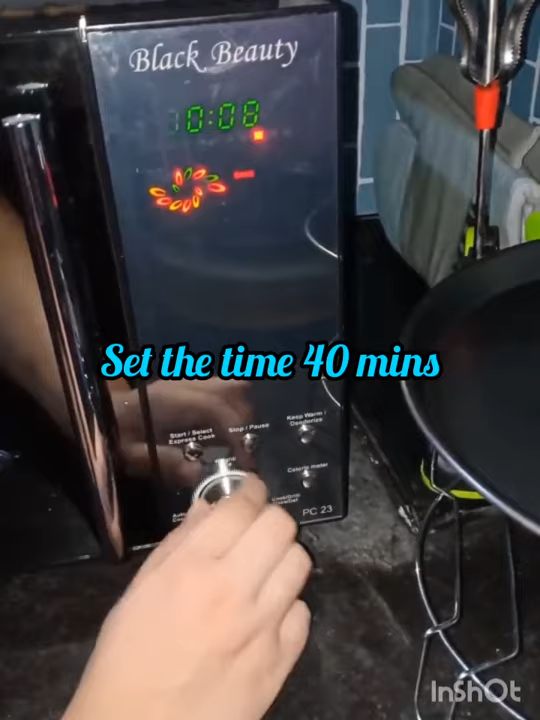 Black Beauty
0:08
Set the time 40 mins
Start / Select
Express Cook
Stop / Pause
Keep Warm /
Deodorize
Calorie meter
PC 23
InShOt